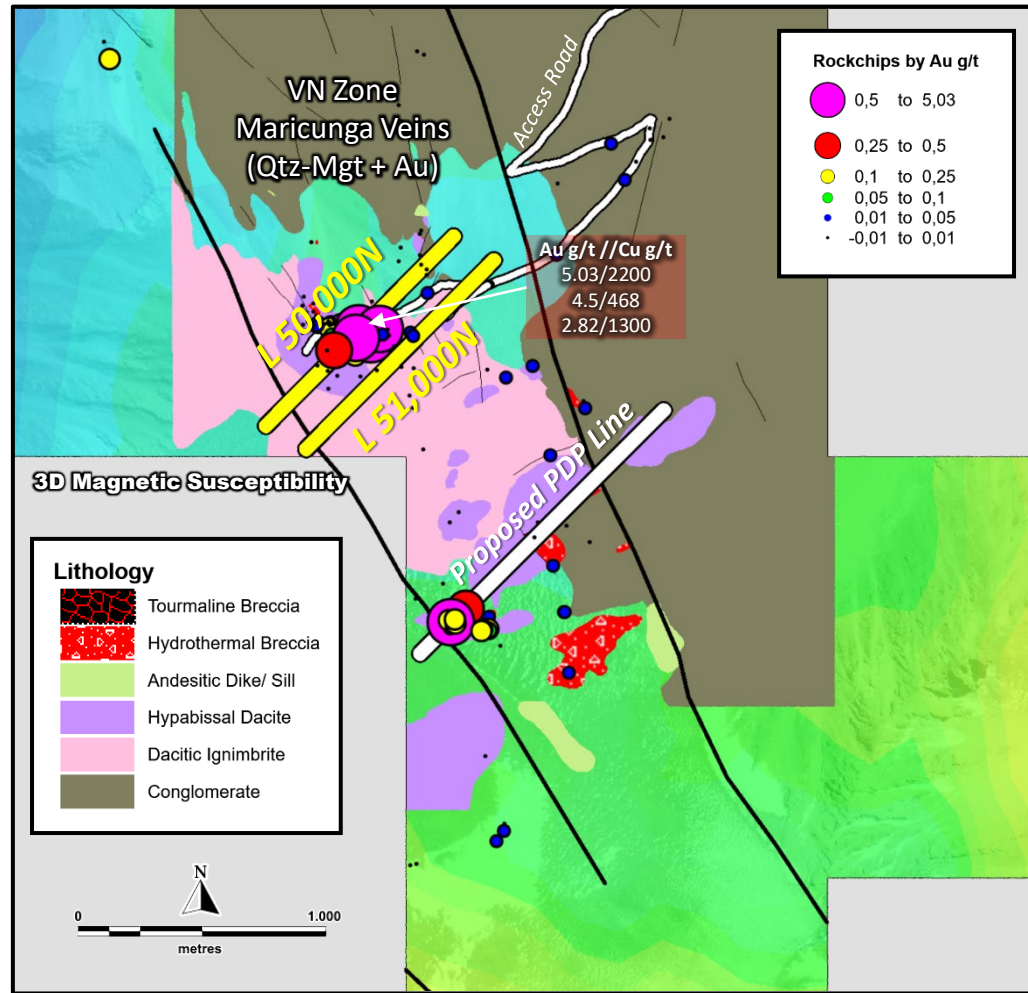 VN Zone
Maricunga Veins
(Qtz-Mgt + Au)
Access Road
Rockchips by Au g/t
0,5 to 5,03
0,25 to 0,5
0,1 to 0,25
0,05 to 0,1
0,01 to 0,05
-0,01 to 0,01
Au g/t //Cu g/t
5.03/2200
4.5/468
2.82/1300
L 50,000N
L 51,000N
Proposed PDP Line
3D Magnetic Susceptibility
Lithology
Tourmaline Breccia
Hydrothermal Breccia
Andesitic Dike/ Sill
Hypabissal Dacite
Dacitic Ignimbrite
Conglomerate
N
0 1.000
metres